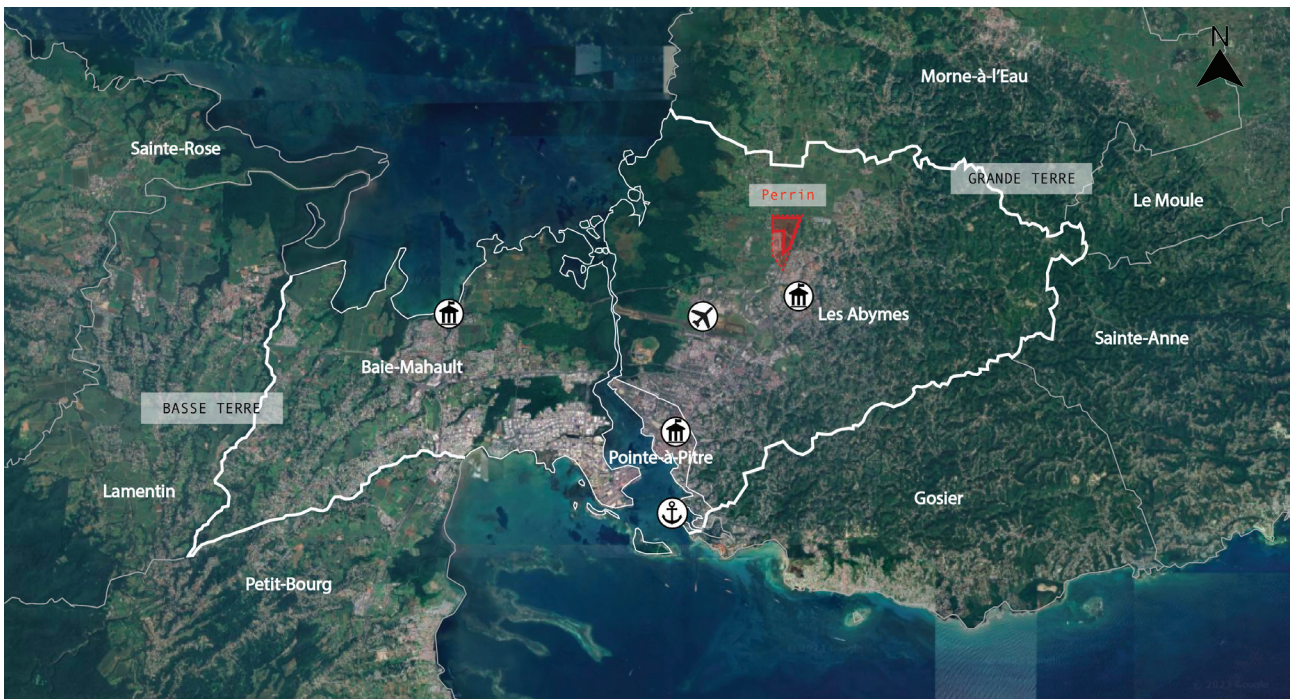 N
Morne-à-l'Eau
Sainte-Rose
GRANDE TERRE
Perrin
Le Moule
Les Abymes
Sainte-Anne
Baie-Mahault
BASSE TERRE
Pointe-à-Pitre
Lamentin
Gosier
Petit-Bourg